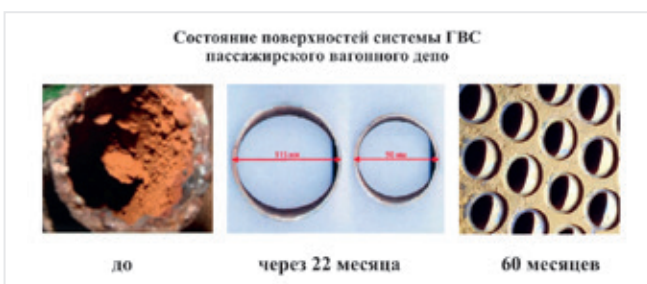 Состояние поверхностей системы ГВС
пассажирского вагонного депо
до
через 22 месяца
60 месяцев